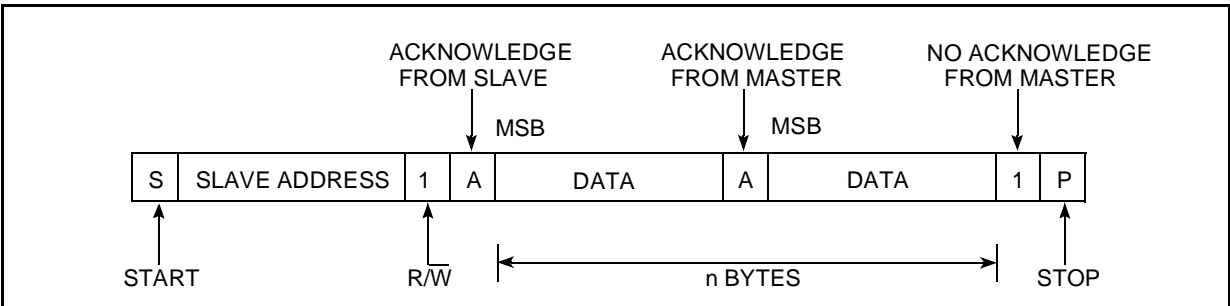 ACKNOWLEDGE
FROM SLAVE
ACKNOWLEDGE
FROM MASTER
NO ACKNOWLEDGE
FROM MASTER
MSB
MSB
S SLAVE ADDRESS 1 A DATA A DATA 1 P
START
R/W̅
n BYTES
STOP